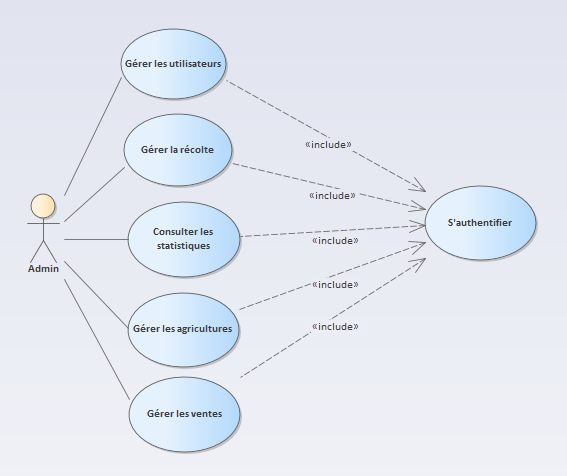 Gérer les utilisateurs
«include»
Gérer la récolte
«include»
S'authentifier
Consulter les
statistiques
«include»
Admin
«include»
Gérer les agricultures
«include»
Gérer les ventes